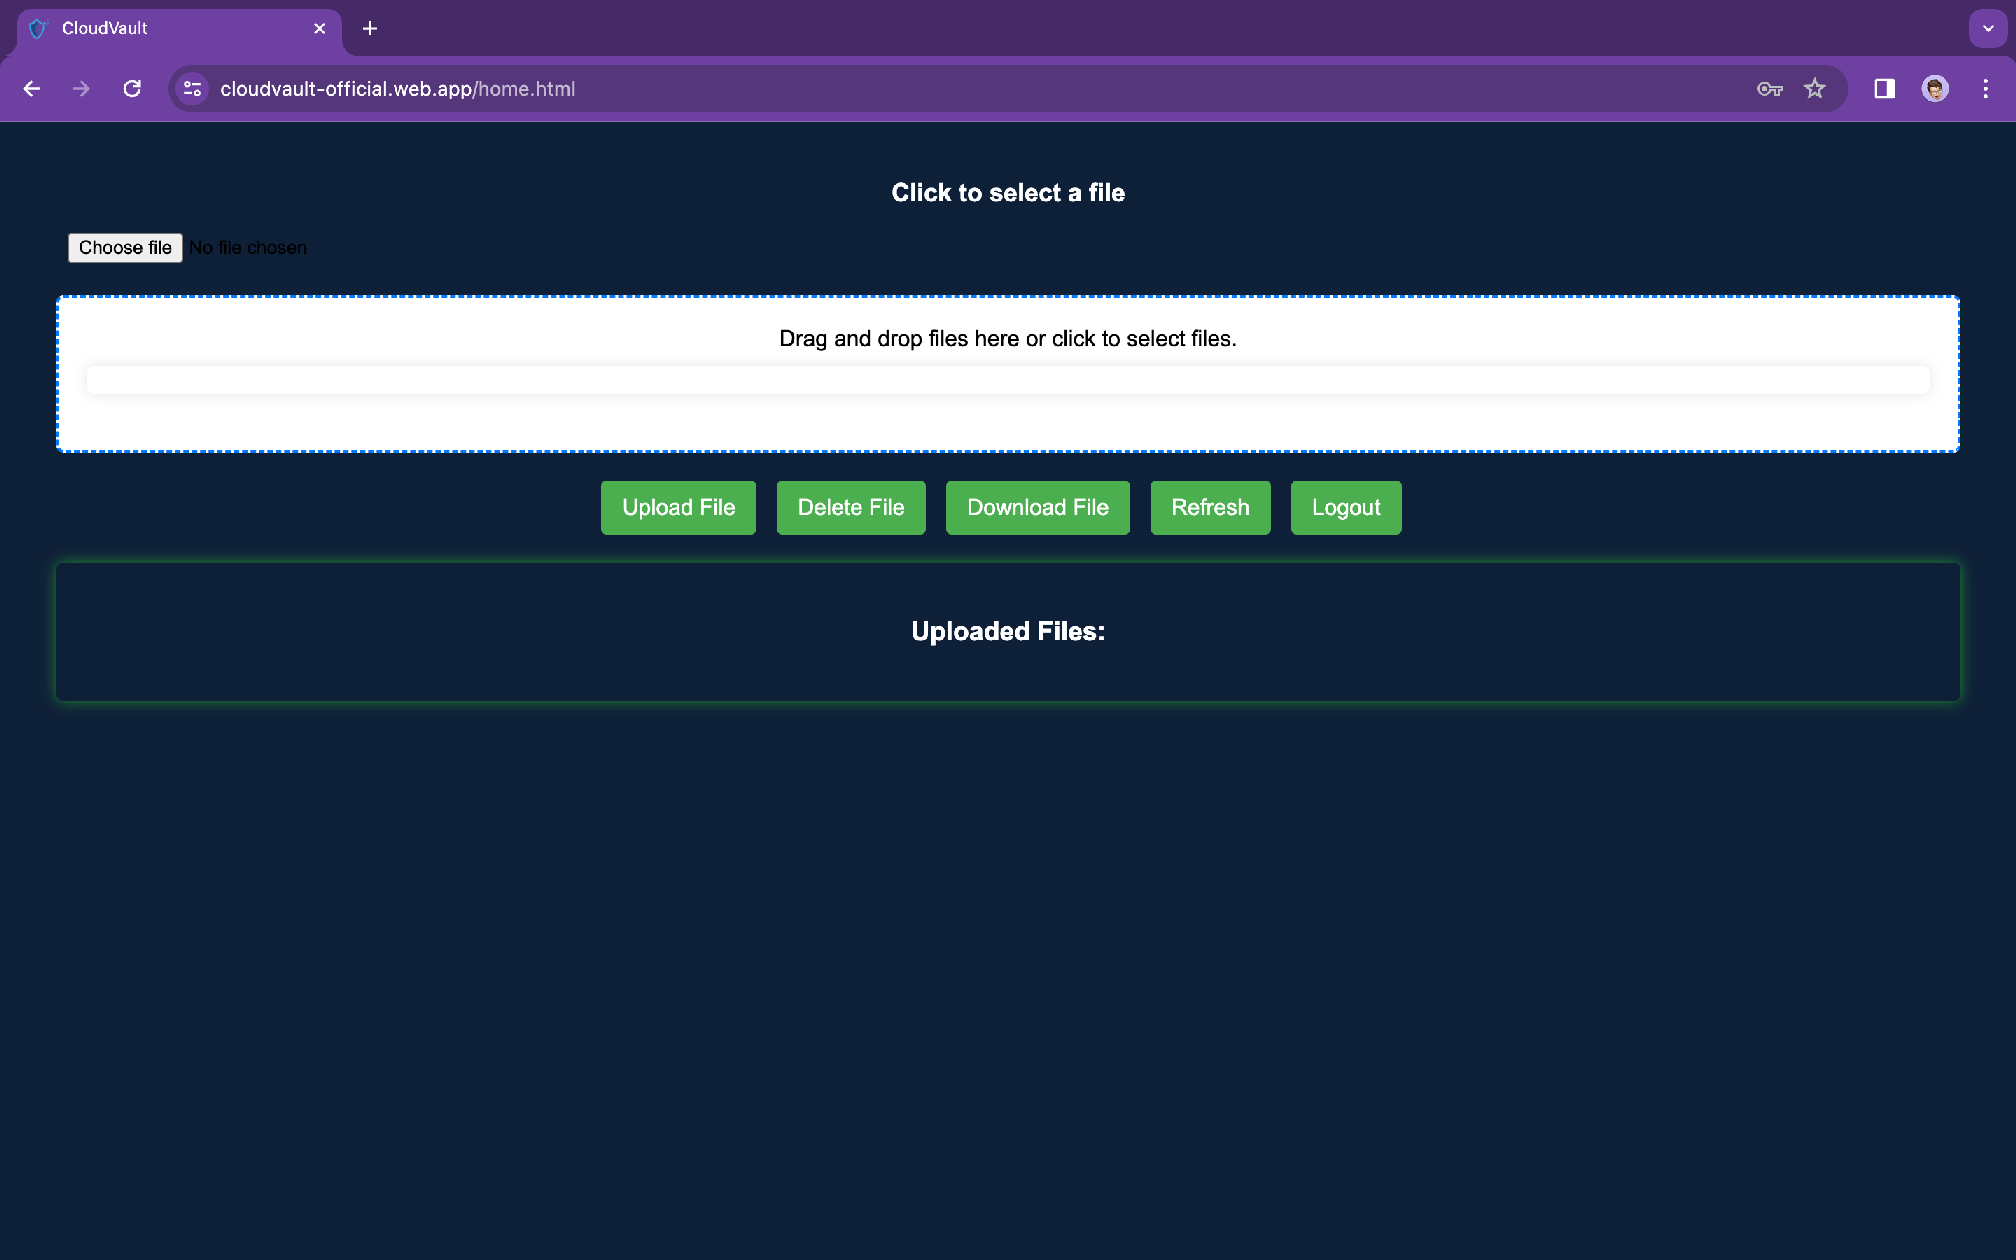 CloudVault
cloudvault-official.web.app/home.html
Click to select a file
Choose file No file chosen
Drag and drop files here or click to select files.
Upload File Delete File Download File Refresh Logout
Uploaded Files: